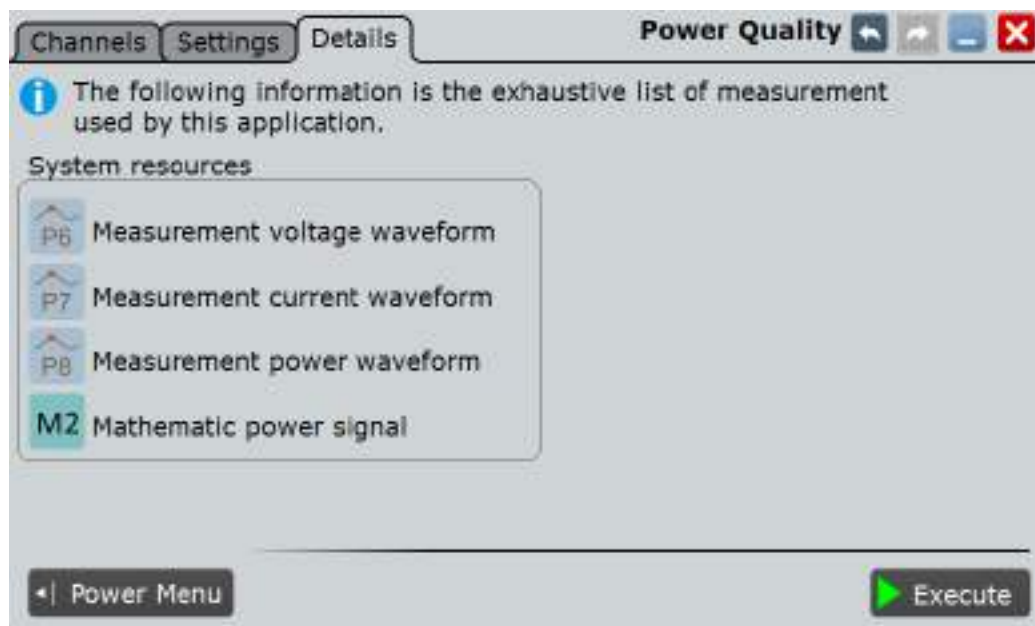 Channels Settings Details Power Quality
The following information is the exhaustive list of measurement
used by this application.
System resources
P6 Measurement voltage waveform
P7 Measurement current waveform
P8 Measurement power waveform
M2 Mathematic power signal
Power Menu Execute